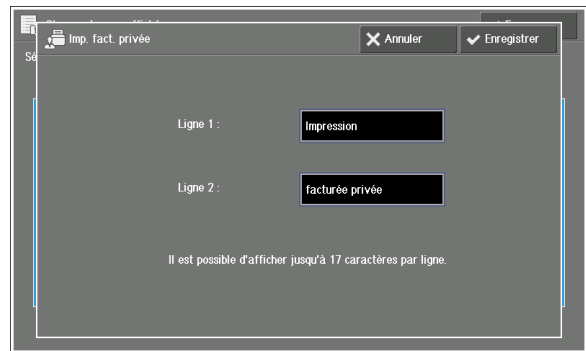 Imp. fact. privée
Annuler
Enregistrer
Sé
Ligne 1 :
Impression
Ligne 2 :
facturée privée
Il est possible d'afficher jusqu'à 17 caractères par ligne.